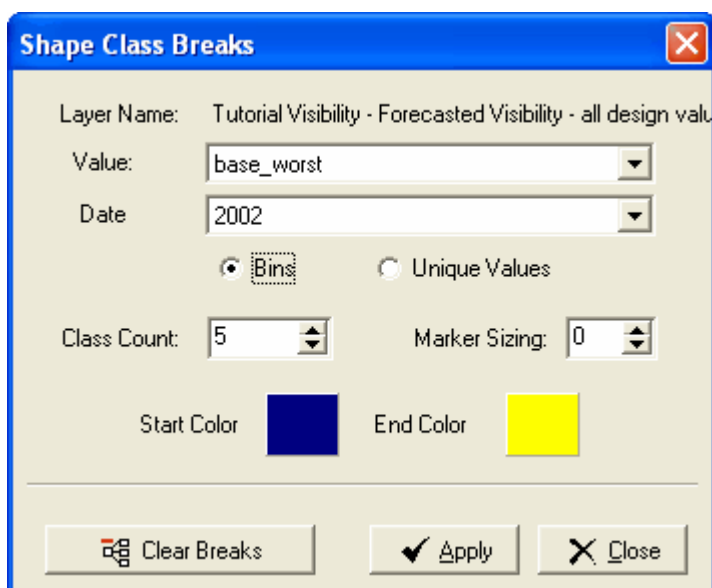 Shape Class Breaks
Layer Name: Tutorial Visibility - Forecasted Visibility - all design valu
Value: base_worst
Date 2002
Bins Unique Values
Class Count: 5 Marker Sizing: 0
Start Color End Color
Clear Breaks Apply Close